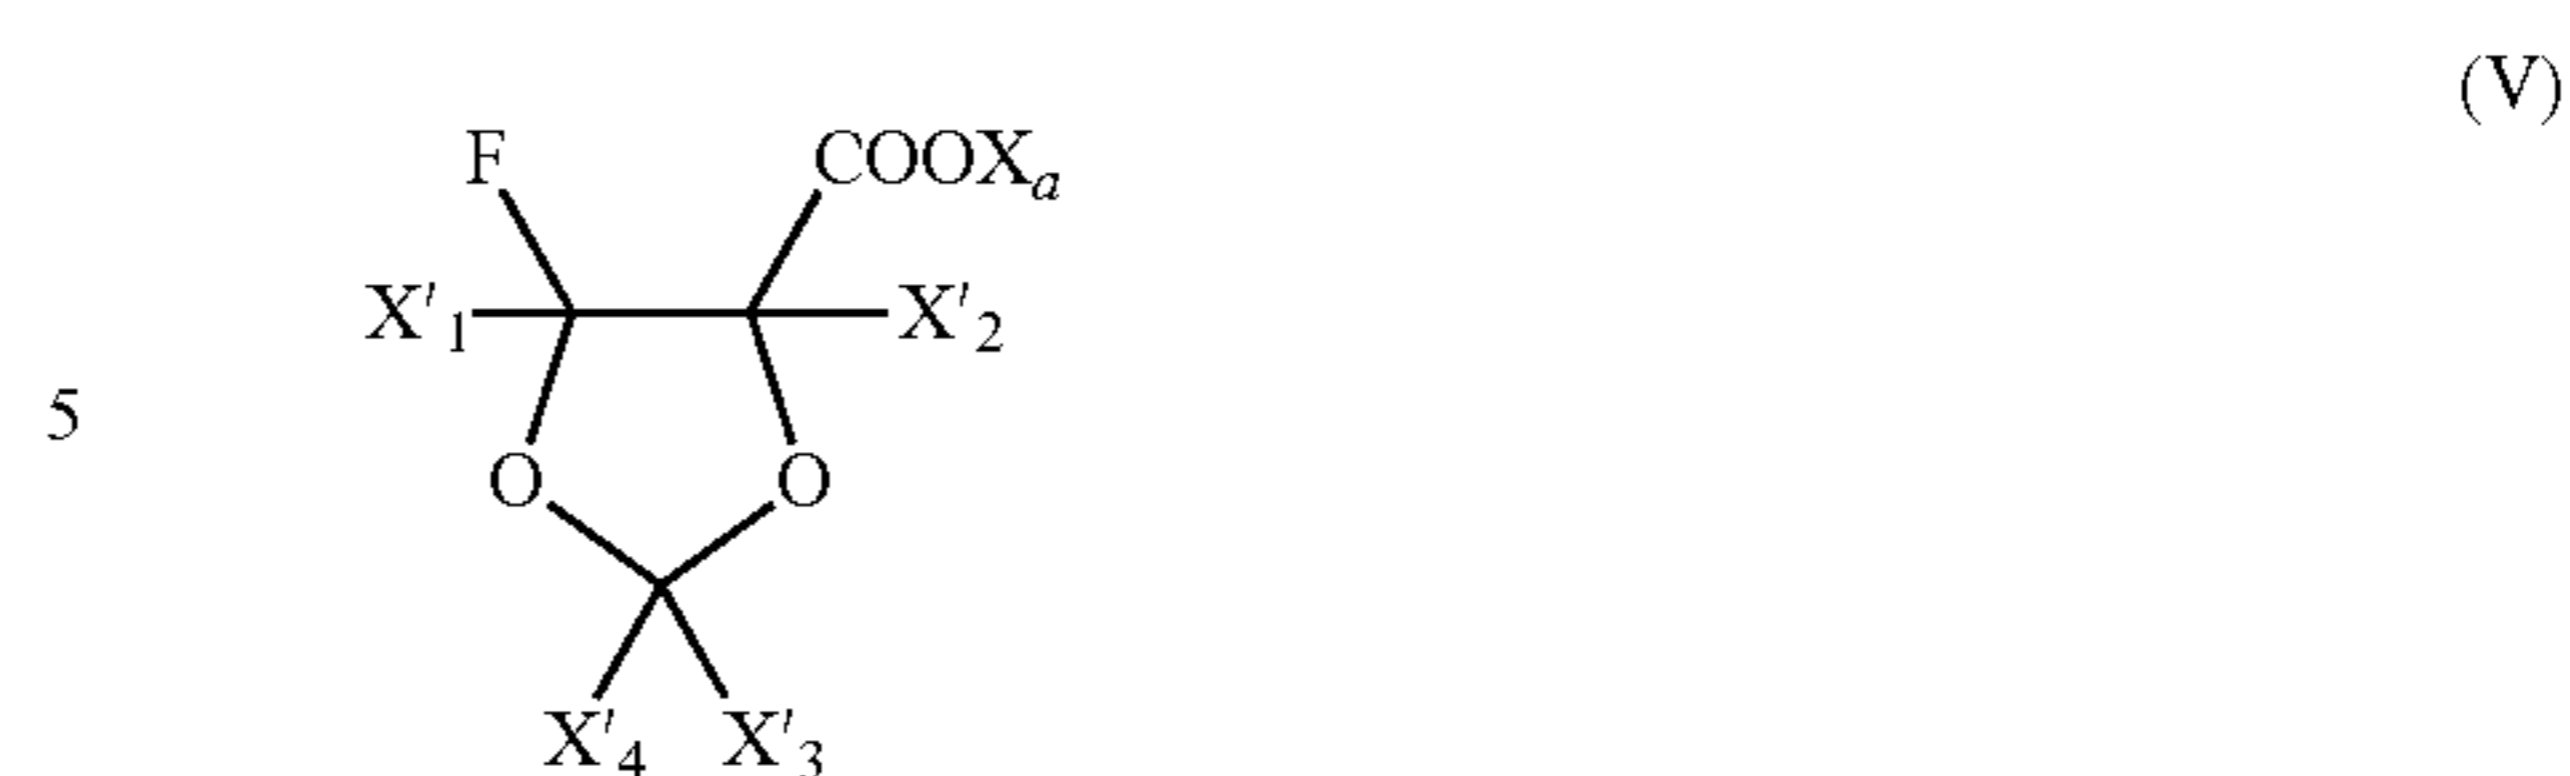 (V)
F COOXₐ
X'₁ X'₂
5
O O
X'₄ X'₃